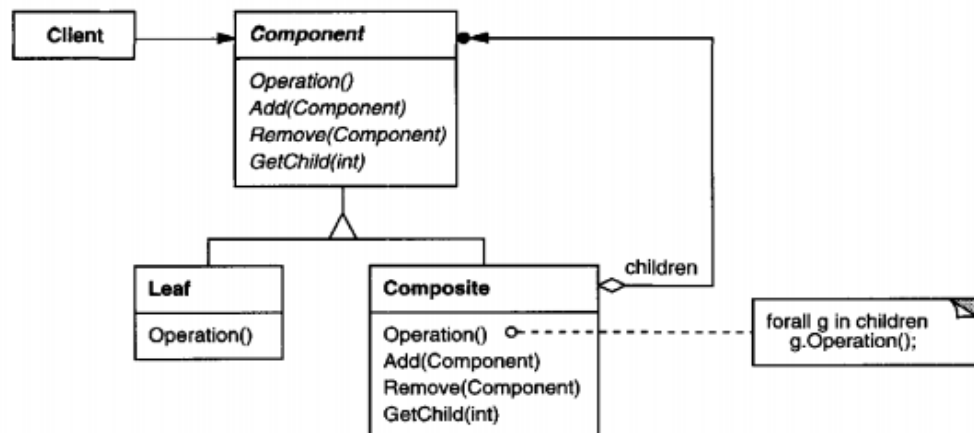 Client
Component
Operation()
Add(Component)
Remove(Component)
GetChild(int)
Leaf
Operation()
Composite
Operation()
Add(Component)
Remove(Component)
GetChild(int)
children
forall g in children
g.Operation();